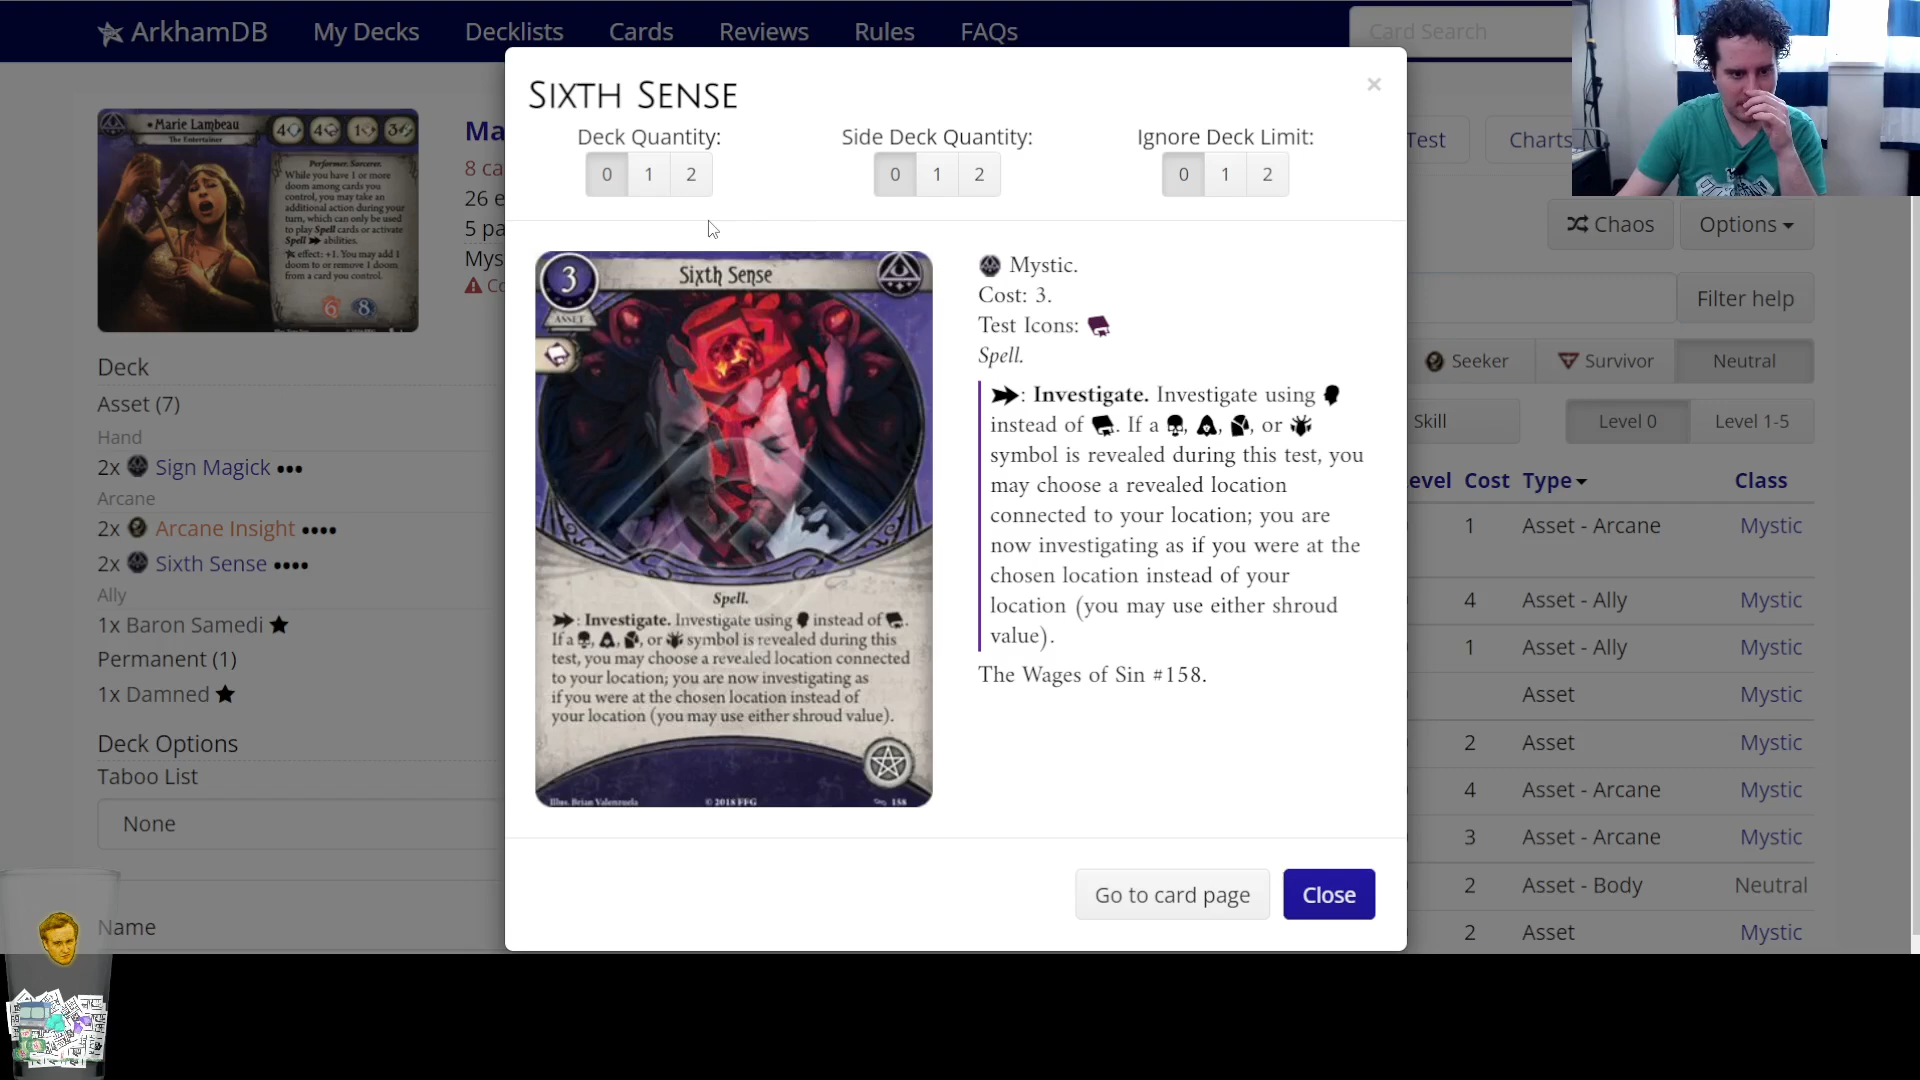 ArkhamDB My Decks Decklists Cards Reviews Rules FAQs Card Search
SIXTH SENSE ×
Deck Quantity: Side Deck Quantity: Ignore Deck Limit:
0 1 2 0 1 2 0 1 2
Marie Lambeau
The Entertainer
4 4 1 3
Performer. Sorcerer.
While you have 1 or more
doom among cards you
control, you may take an
additional action during your
turn, which can only be used
to play Spell cards or activate
Spell abilities.
effect: +1. You may add 1
doom to or remove 1 doom
from a card you control.
6 8
Ma
8 ca
26 e
5 pa
Mys
Co
Test Charts
Chaos Options
Filter help
Seeker Survivor Neutral
Skill Level 0 Level 1-5
Deck
Asset (7)
Hand
2x Sign Magick ●●●
Arcane
2x Arcane Insight ●●●●
2x Sixth Sense ●●●●
Ally
1x Baron Samedi ★
Permanent (1)
1x Damned ★
Deck Options
Taboo List
None
Name
3
Sixth Sense
ASSET
Spell.
: Investigate. Investigate using instead of .
If a , , , or symbol is revealed during this
test, you may choose a revealed location connected
to your location; you are now investigating as
if you were at the chosen location instead of
your location (you may use either shroud value).
Illus. Brian Valenzuela © 2018 FFG 158
Mystic.
Cost: 3.
Test Icons:
Spell.
: Investigate. Investigate using
instead of . If a , , , or
symbol is revealed during this test, you
may choose a revealed location
connected to your location; you are
now investigating as if you were at the
chosen location instead of your
location (you may use either shroud
value).
The Wages of Sin #158.
Go to card page Close
evel Cost Type Class
1 Asset - Arcane Mystic
4 Asset - Ally Mystic
1 Asset - Ally Mystic
Asset Mystic
2 Asset Mystic
4 Asset - Arcane Mystic
3 Asset - Arcane Mystic
2 Asset - Body Neutral
2 Asset Mystic